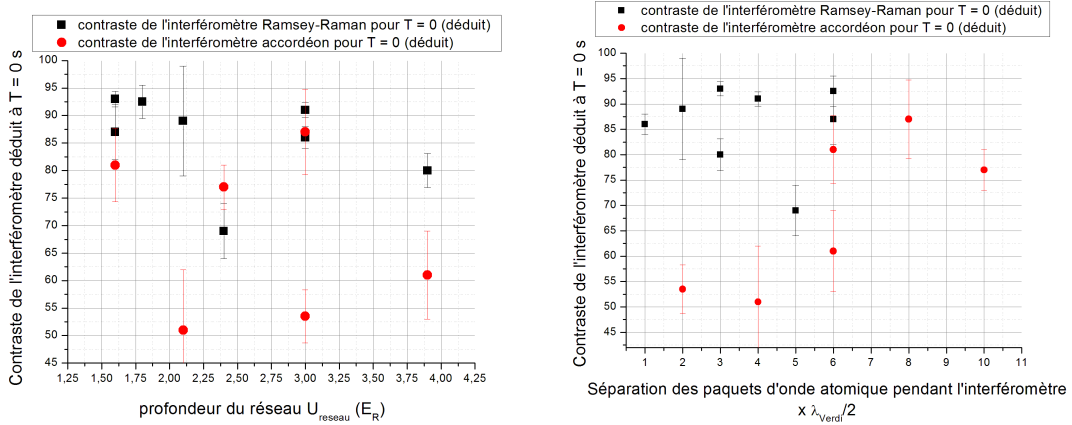 contraste de l'interféromètre Ramsey-Raman pour T = 0 (déduit)
contraste de l'interféromètre accordéon pour T = 0 (déduit)
Contraste de l'interféromètre déduit à T = 0 s
100
95
90
85
80
75
70
65
60
55
50
45
1,25 1,50 1,75 2,00 2,25 2,50 2,75 3,00 3,25 3,50 3,75 4,00 4,25
profondeur du réseau U_reseau (E_R)
contraste de l'interféromètre Ramsey-Raman pour T = 0 (déduit)
contraste de l'interféromètre accordéon pour T = 0 (déduit)
Contraste de l'interféromètre déduit à T = 0 s
100
95
90
85
80
75
70
65
60
55
50
45
1 2 3 4 5 6 7 8 9 10 11
Séparation des paquets d'onde atomique pendant l'interféromètre
x λ_Verdi/2